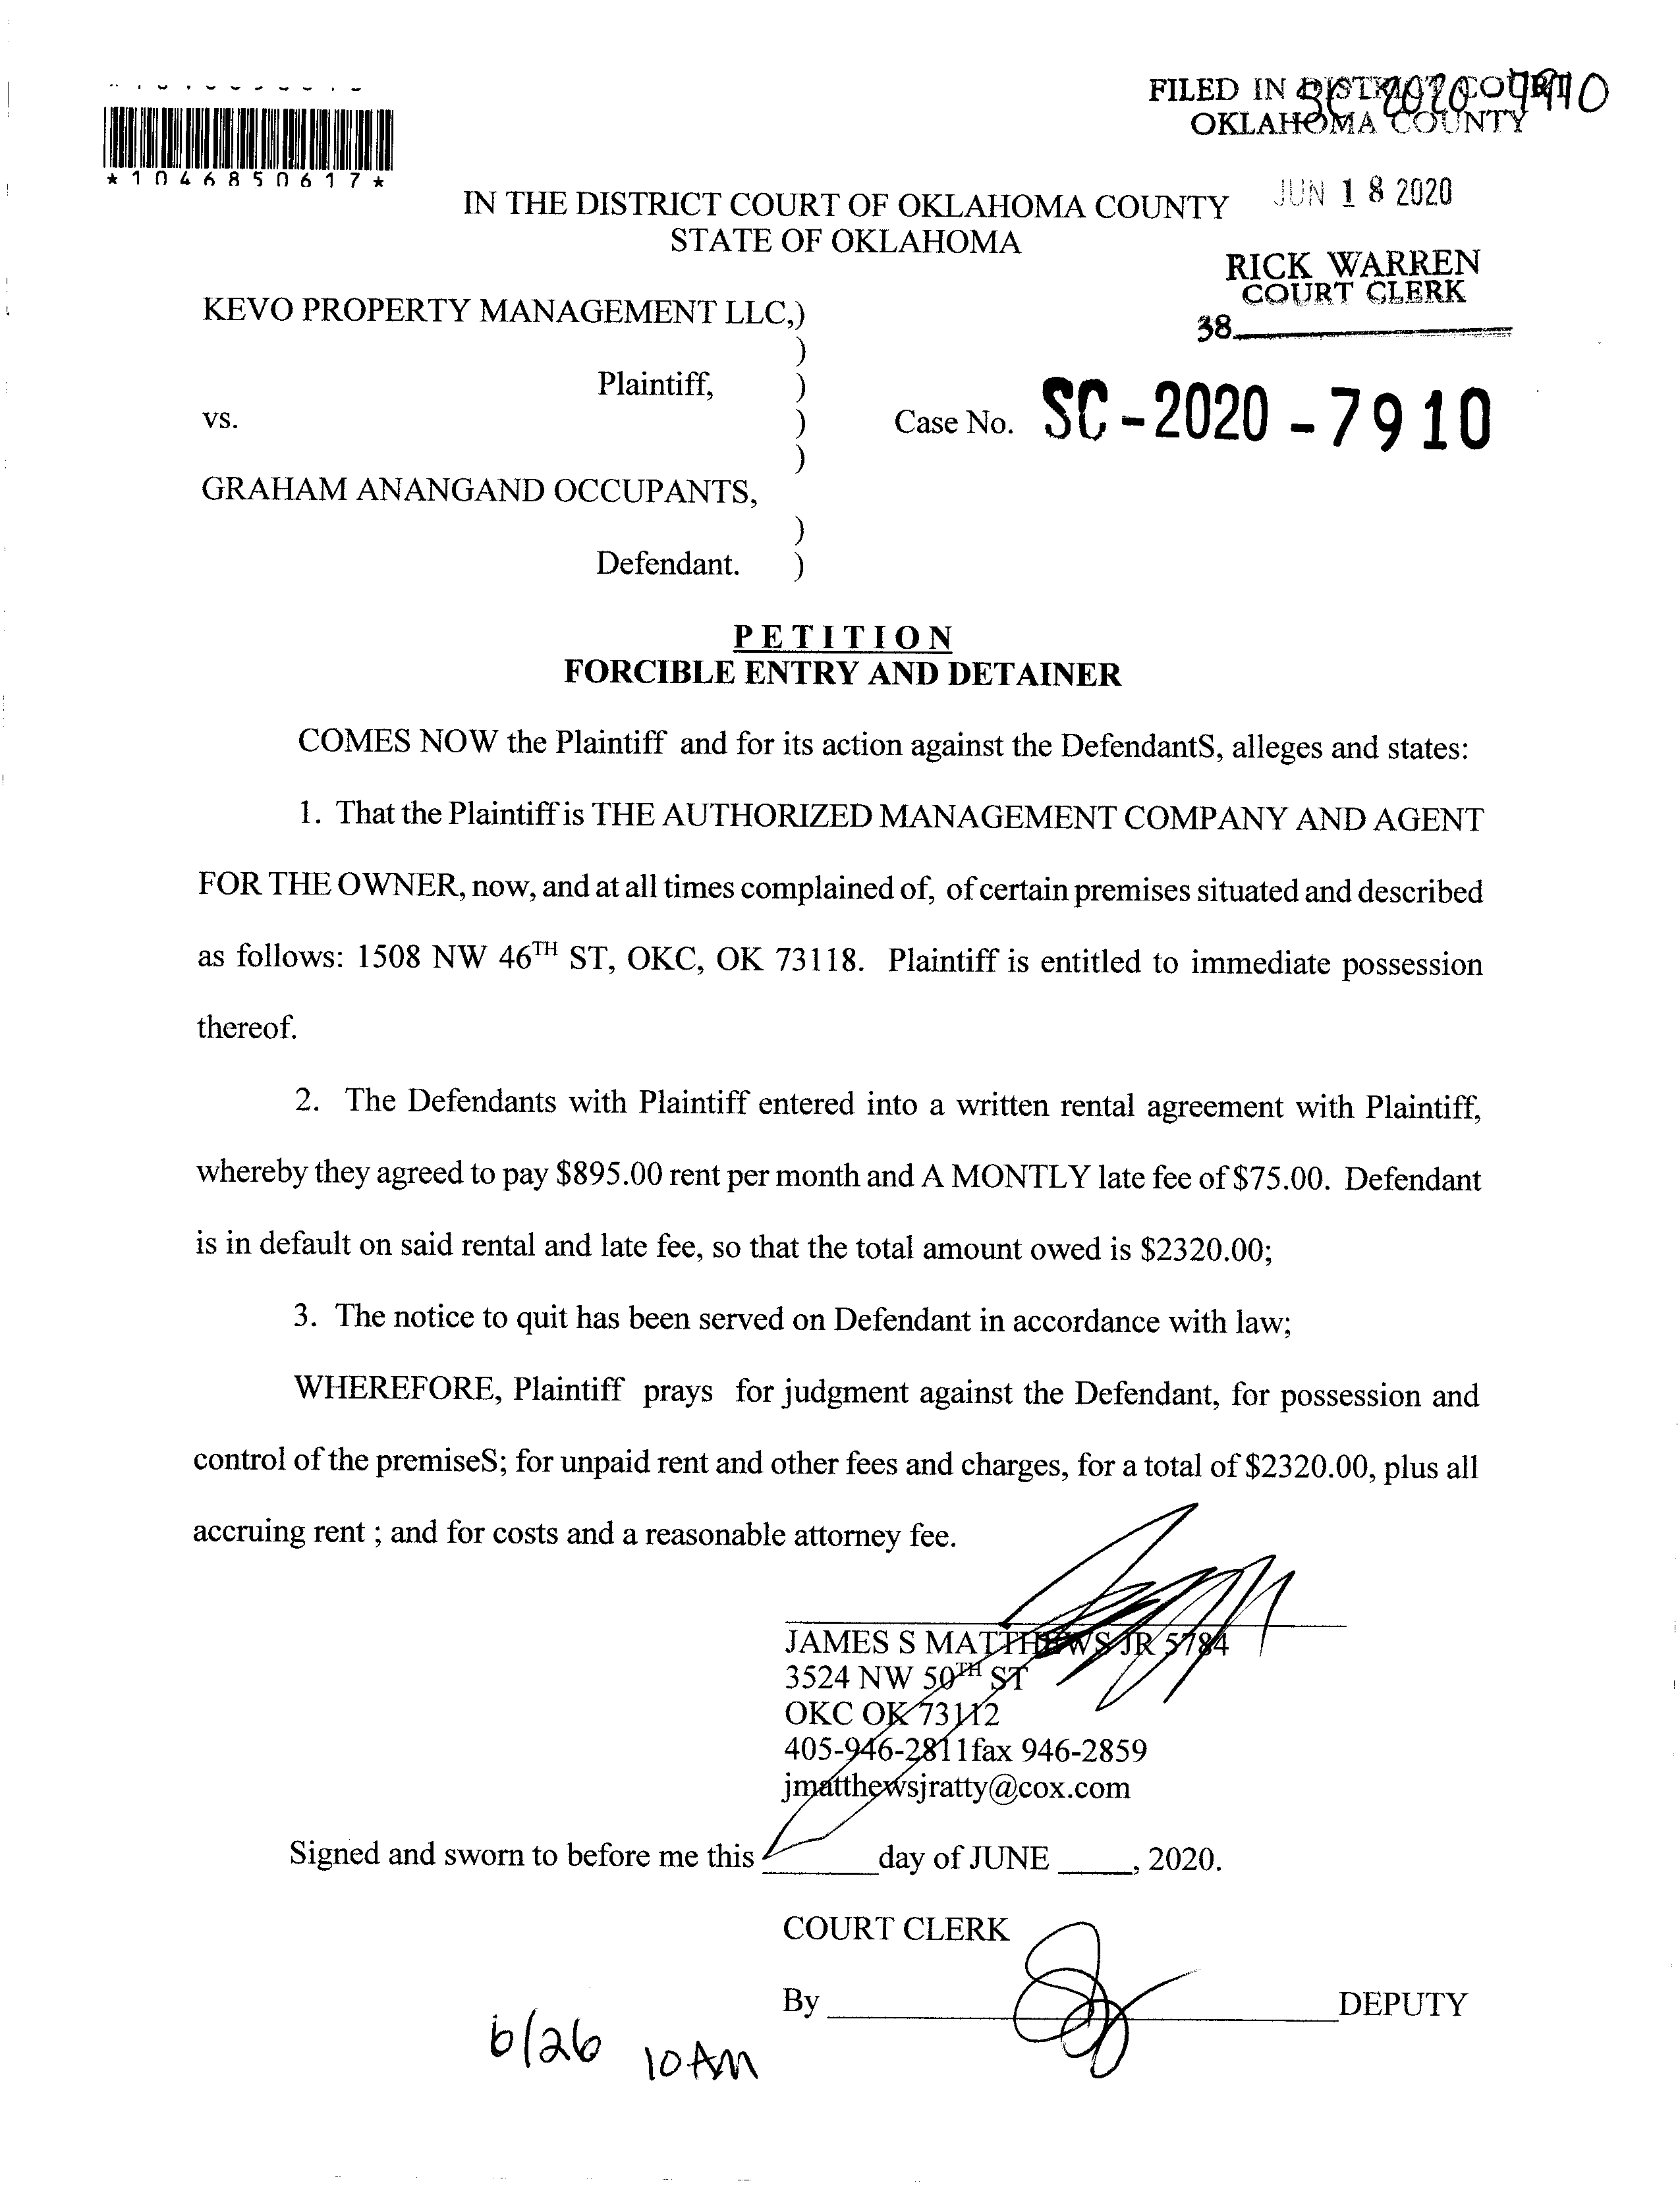 FILED IN DISTRICT COURT
OKLAHOMA COUNTY
SC-2020-7910
*1046850617*
JUN 18 2020
IN THE DISTRICT COURT OF OKLAHOMA COUNTY
STATE OF OKLAHOMA
RICK WARREN
COURT CLERK
38
KEVO PROPERTY MANAGEMENT LLC,)
)
Plaintiff, )
vs. ) Case No. SC-2020-7910
)
GRAHAM ANANGAND OCCUPANTS,
)
Defendant. )
PETITION
FORCIBLE ENTRY AND DETAINER
COMES NOW the Plaintiff and for its action against the DefendantS, alleges and states:
1. That the Plaintiff is THE AUTHORIZED MANAGEMENT COMPANY AND AGENT
FOR THE OWNER, now, and at all times complained of, of certain premises situated and described
as follows: 1508 NW 46TH ST, OKC, OK 73118. Plaintiff is entitled to immediate possession
thereof.
2. The Defendants with Plaintiff entered into a written rental agreement with Plaintiff,
whereby they agreed to pay $895.00 rent per month and A MONTLY late fee of $75.00. Defendant
is in default on said rental and late fee, so that the total amount owed is $2320.00;
3. The notice to quit has been served on Defendant in accordance with law;
WHEREFORE, Plaintiff prays for judgment against the Defendant, for possession and
control of the premiseS; for unpaid rent and other fees and charges, for a total of $2320.00, plus all
accruing rent ; and for costs and a reasonable attorney fee.
JAMES S MATTHEWS JR 5784
3524 NW 50TH ST
OKC OK 73112
405-946-2811fax 946-2859
jmatthewsjratty@cox.com
Signed and sworn to before me this ______day of JUNE ____, 2020.
COURT CLERK
By ______DEPUTY
6/26 10AM